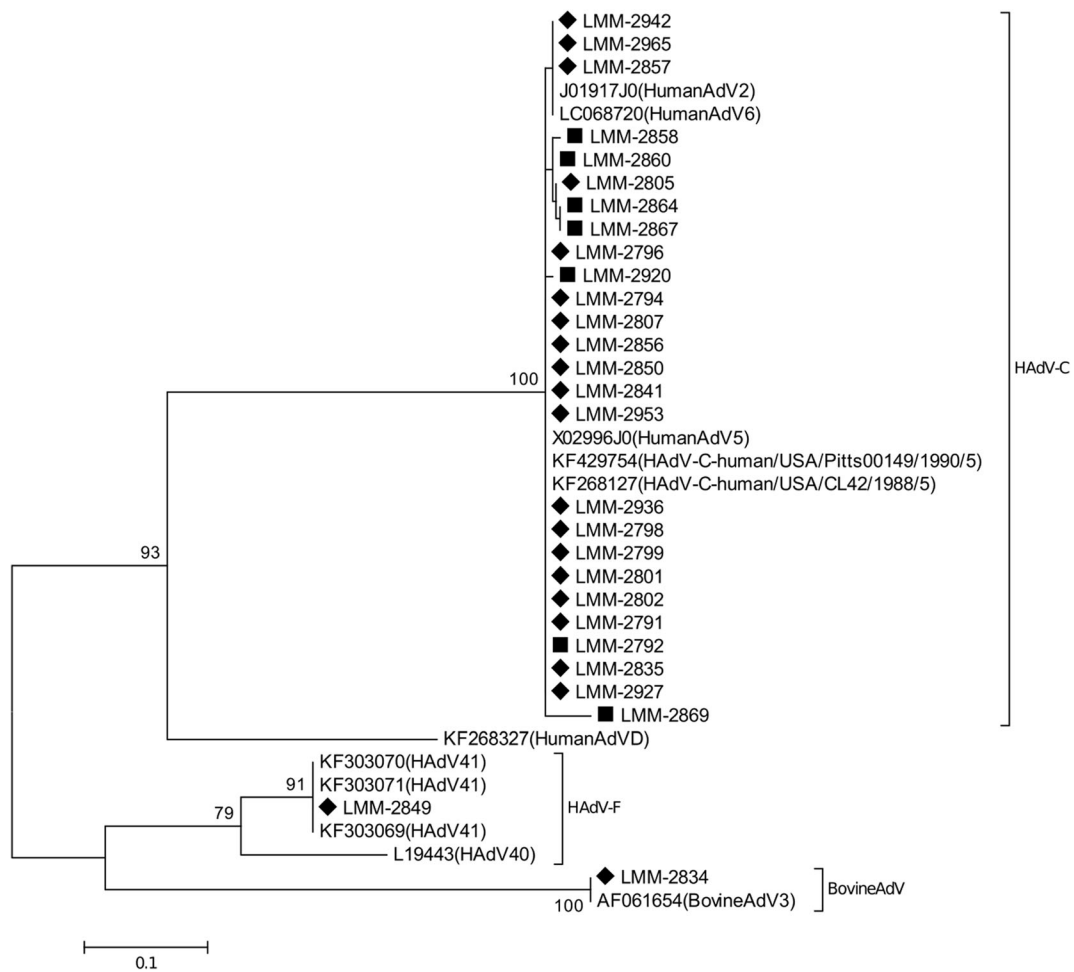 LMM-2942
LMM-2965
LMM-2857
J01917J0(HumanAdV2)
LC068720(HumanAdV6)
LMM-2858
LMM-2860
LMM-2805
LMM-2864
LMM-2867
LMM-2796
LMM-2920
LMM-2794
LMM-2807
LMM-2856
LMM-2850
HAdV-C
100
LMM-2841
LMM-2953
X02996J0(HumanAdV5)
KF429754(HAdV-C-human/USA/Pitts00149/1990/5)
KF268127(HAdV-C-human/USA/CL42/1988/5)
LMM-2936
LMM-2798
93
LMM-2799
LMM-2801
LMM-2802
LMM-2791
LMM-2792
LMM-2835
LMM-2927
LMM-2869
KF268327(HumanAdVD)
KF303070(HAdV41)
91
KF303071(HAdV41)
LMM-2849
HAdV-F
79
KF303069(HAdV41)
L19443(HAdV40)
LMM-2834
BovineAdV
100
AF061654(BovineAdV3)
0.1